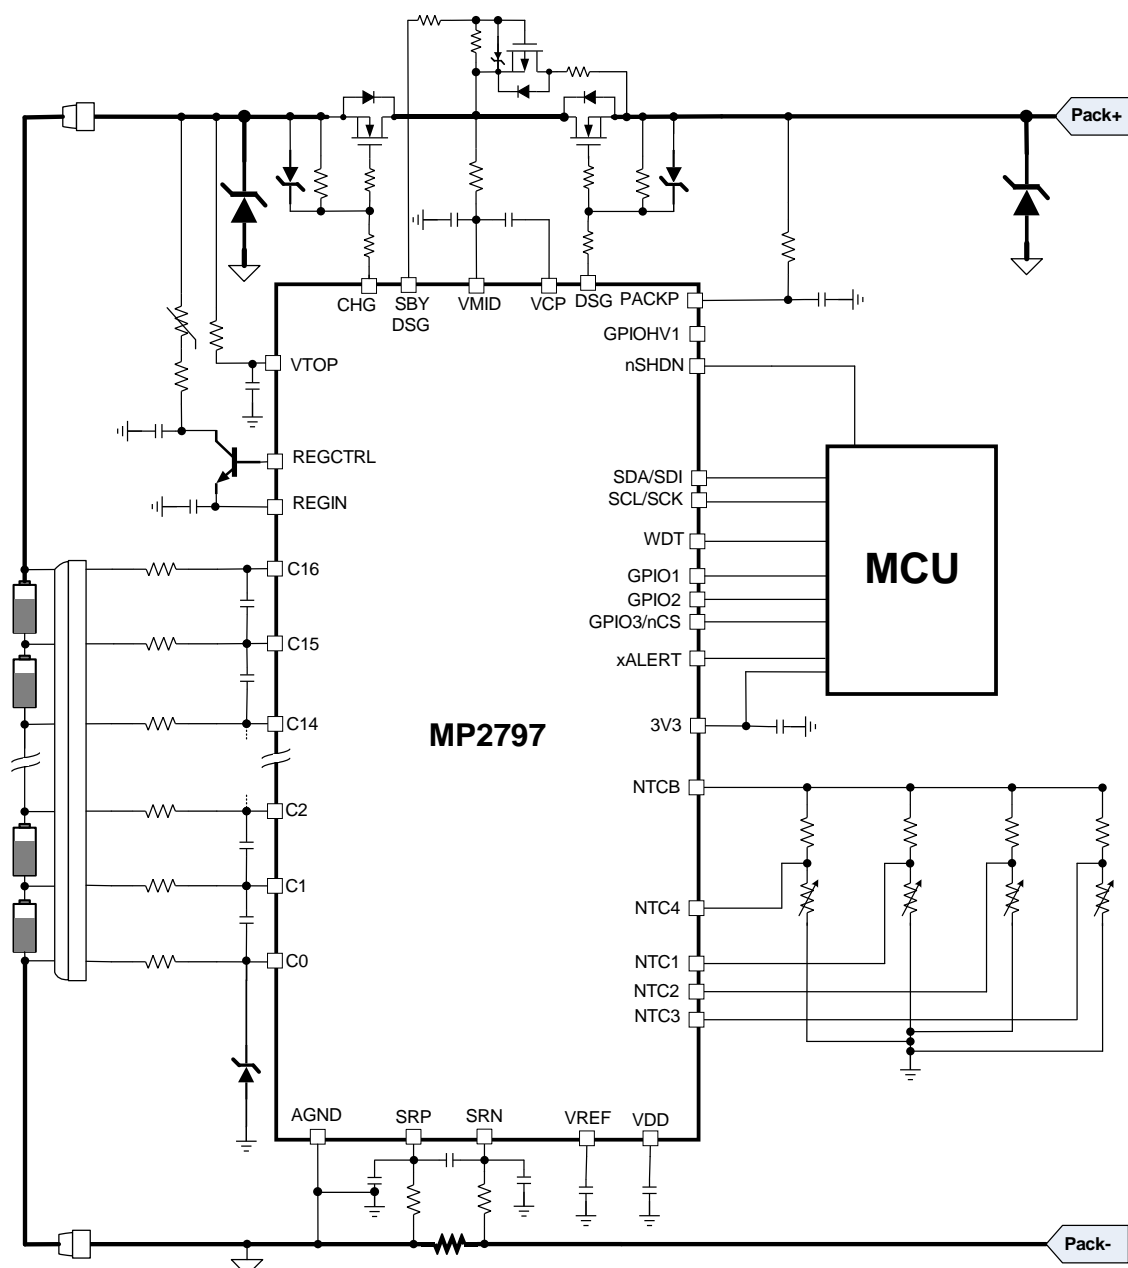 Pack+
CHG
SBY
DSG
VMID
VCP
DSG
PACKP
GPIOHV1
nSHDN
VTOP
REGCTRL
REGIN
SDA/SDI
SCL/SCK
WDT
GPIO1
GPIO2
GPIO3/nCS
xALERT
3V3
MCU
C16
C15
C14
C2
C1
C0
MP2797
NTCB
NTC4
NTC1
NTC2
NTC3
AGND
SRP
SRN
VREF
VDD
Pack-